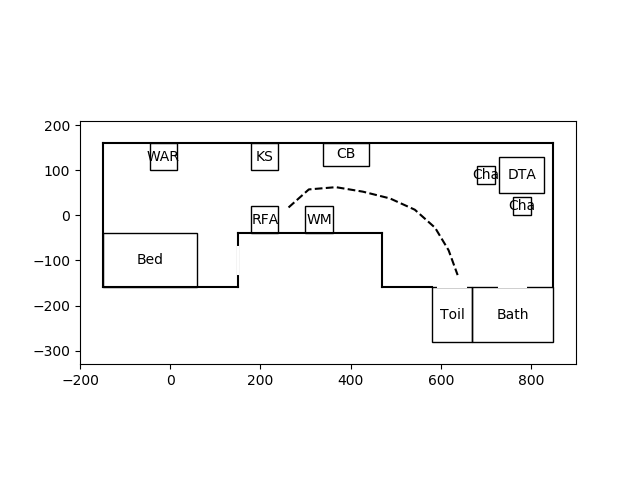 200
100
0
−100
−200
−300
−200
0
200
400
600
800
WAR
KS
CB
Cha
DTA
Cha
RFA
WM
Bed
Toil
Bath